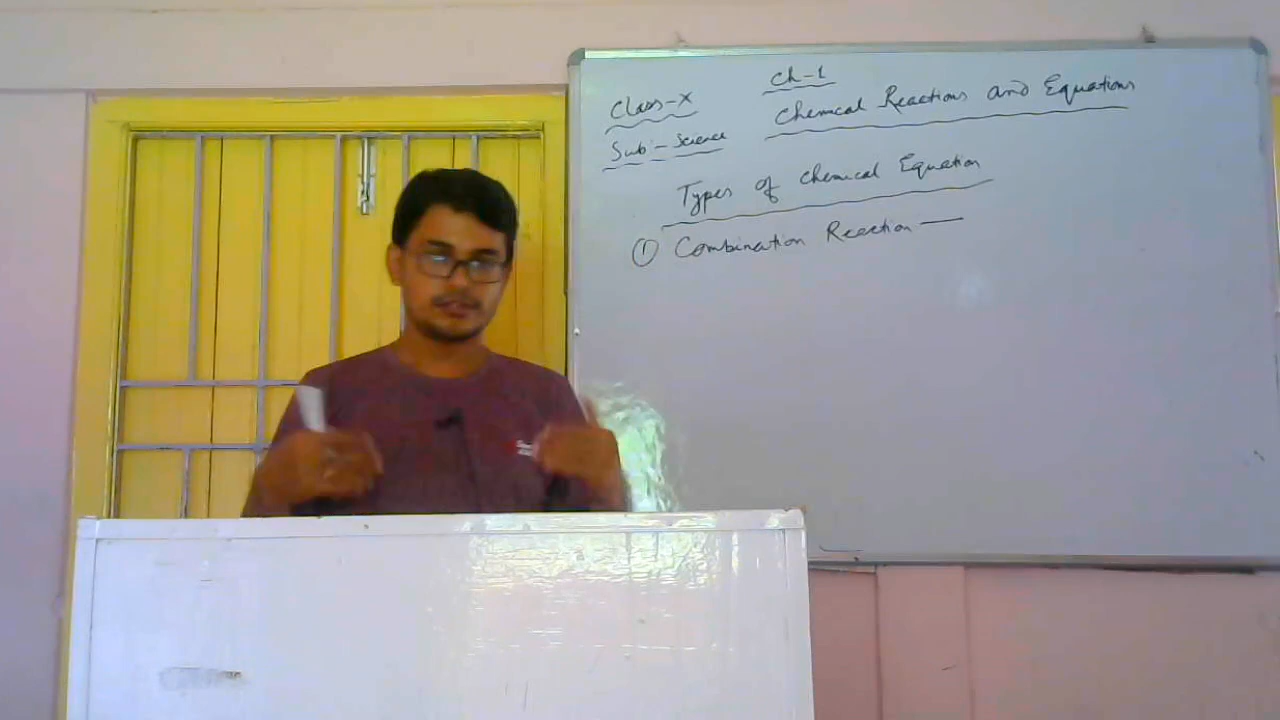 Class-X
Ch-1
Sub:- Science
Chemical Reactions and Equations
Types of Chemical Equation
① Combination Reaction —